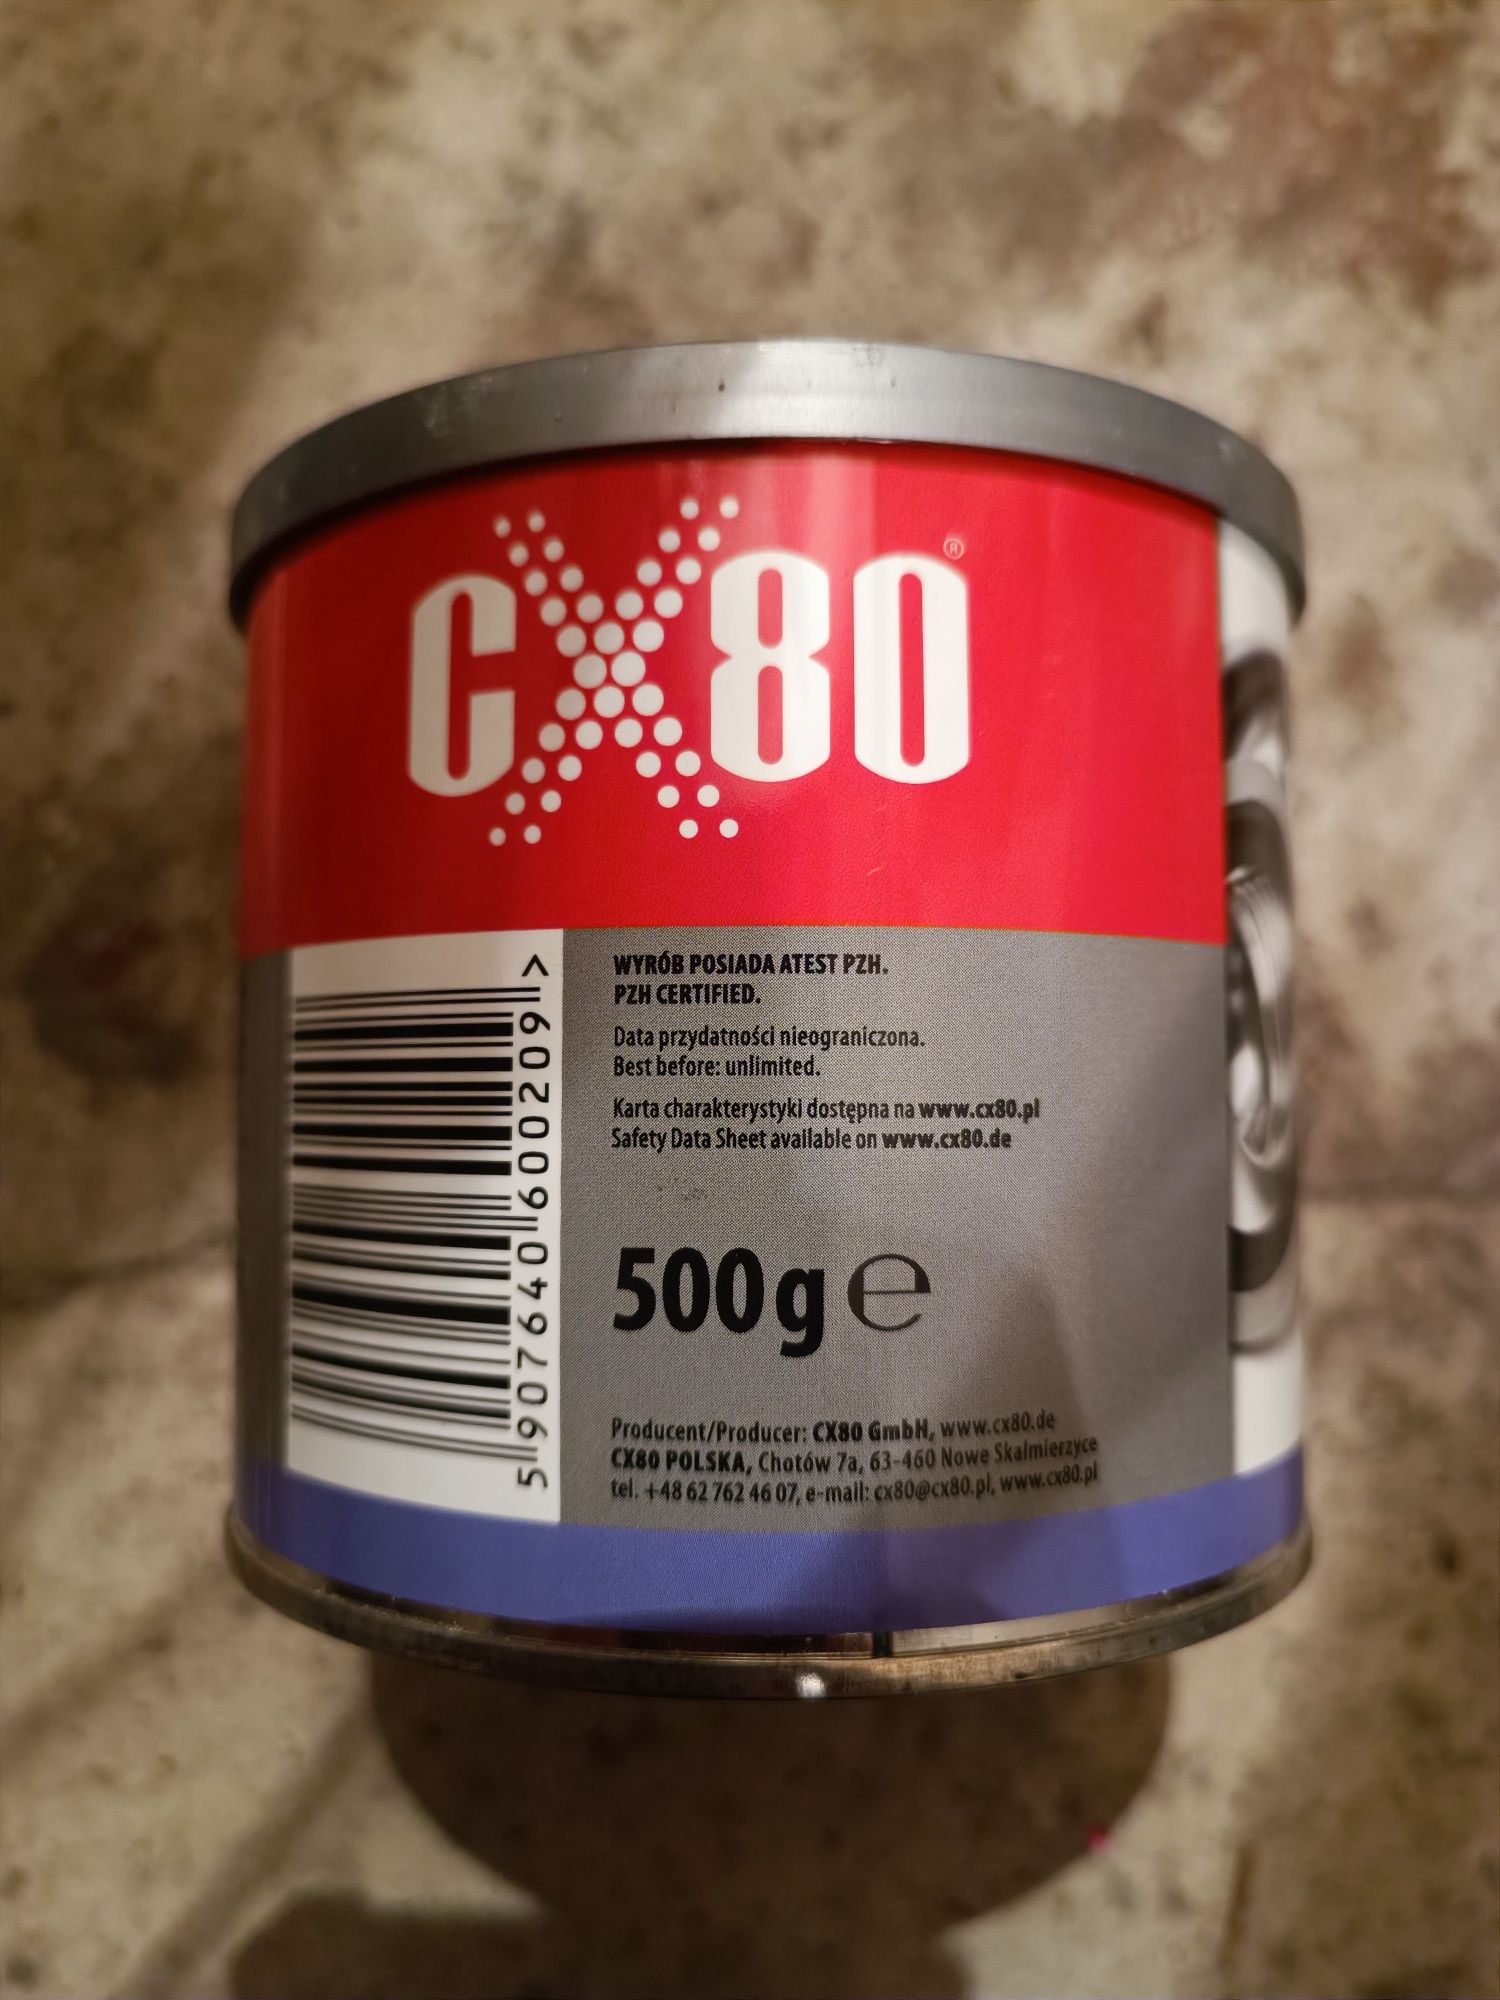 CX80®
WYRÓB POSIADA ATEST PZH.
PZH CERTIFIED.
Data przydatności nieograniczona.
Best before: unlimited.
Karta charakterystyki dostępna na www.cx80.pl
Safety Data Sheet available on www.cx80.de
500g ℮
Producent/Producer: CX80 GmbH, www.cx80.de
CX80 POLSKA, Chotów 7a, 63-460 Nowe Skalmierzyce
tel. +48 62 762 46 07, e-mail: cx80@cx80.pl, www.cx80.pl
5 907640 600209 >